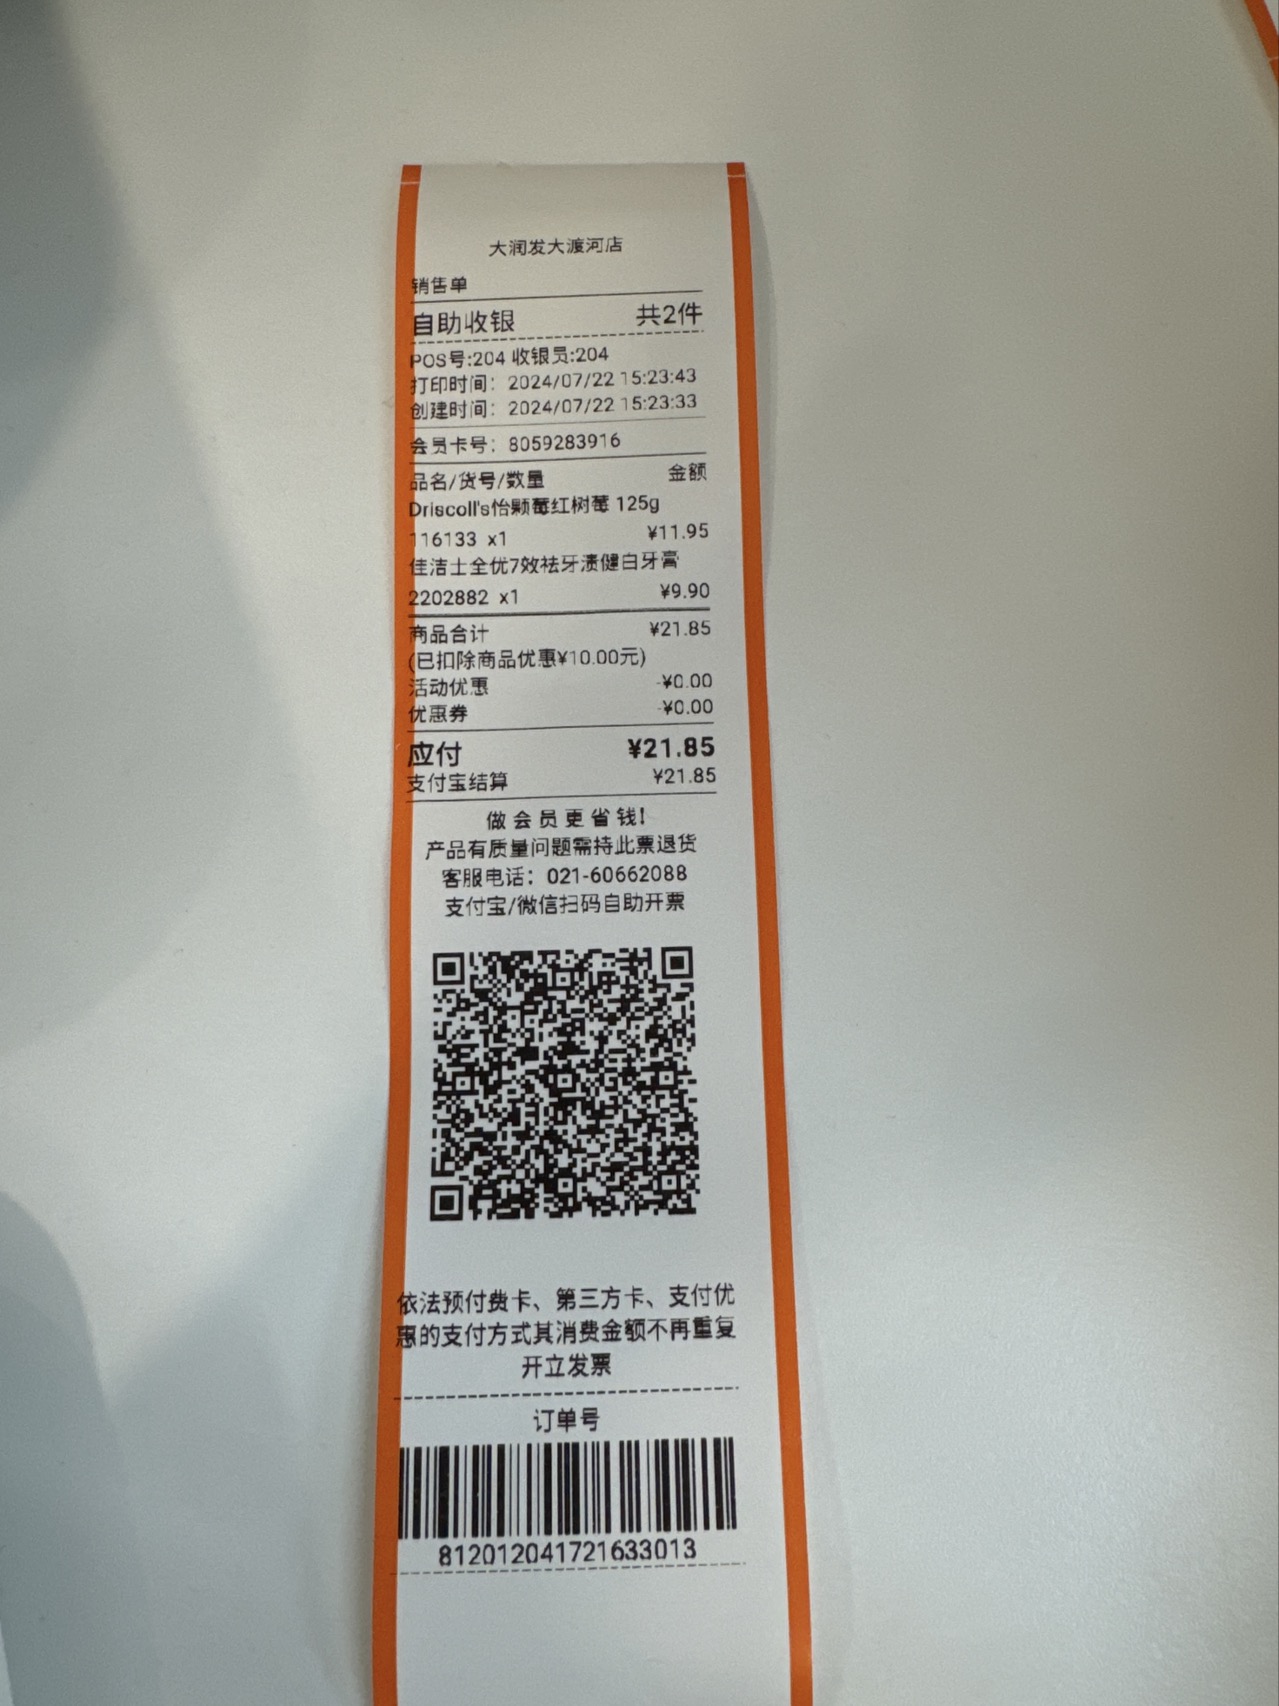 大润发大渡河店
销售单
自助收银 共2件
POS号:204 收银员:204
打印时间：2024/07/22 15:23:43
创建时间：2024/07/22 15:23:33
会员卡号：8059283916
品名/货号/数量 金额
Driscoll's怡颗莓红树莓 125g
116133 x1 ¥11.95
佳洁士全优7效祛牙渍健白牙膏
2202882 x1 ¥9.90
商品合计 ¥21.85
(已扣除商品优惠¥10.00元)
活动优惠 -¥0.00
优惠券 -¥0.00
应付 ¥21.85
支付宝结算 ¥21.85
做会员更省钱!
产品有质量问题需持此票退货
客服电话：021-60662088
支付宝/微信扫码自助开票
依法预付费卡、第三方卡、支付优
惠的支付方式其消费金额不再重复
开立发票
订单号
812012041721633013